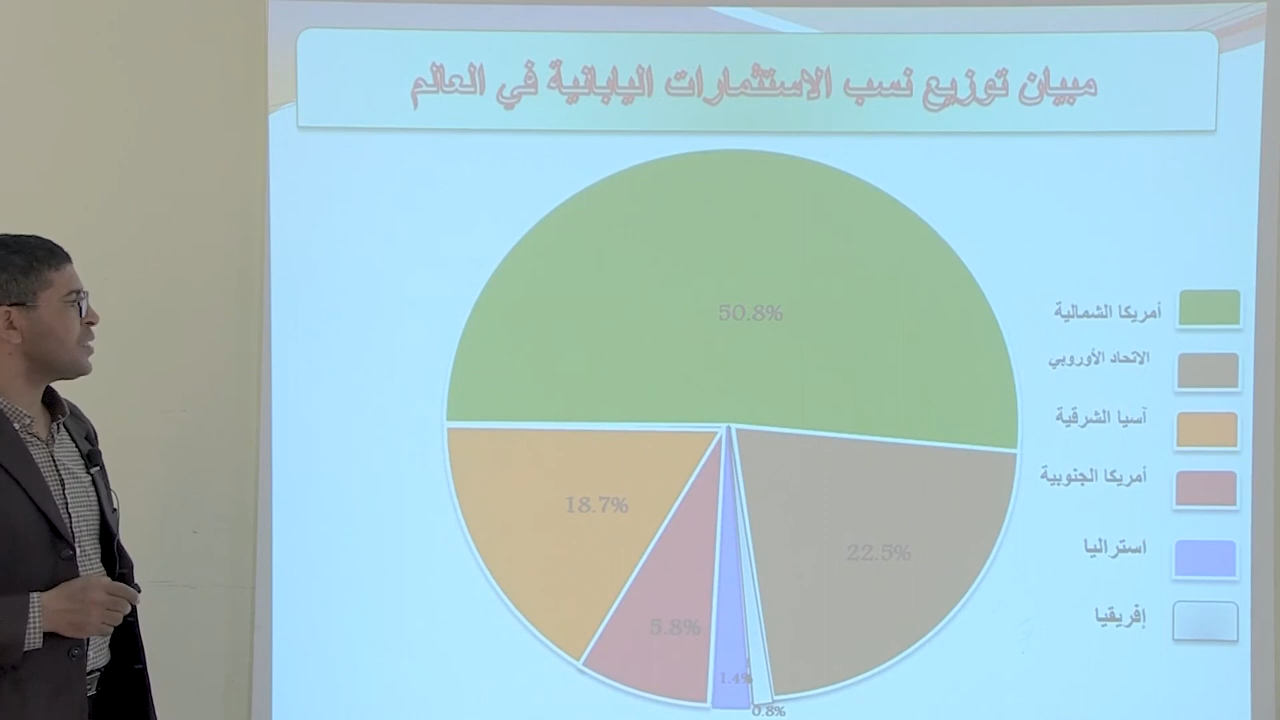 مبيان توزيع نسب الاستثمارات اليابانية في العالم
50.8%
22.5%
18.7%
5.8%
1.4%
0.8%
أمريكا الشمالية
الاتحاد الأوروبي
آسيا الشرقية
أمريكا الجنوبية
استراليا
إفريقيا